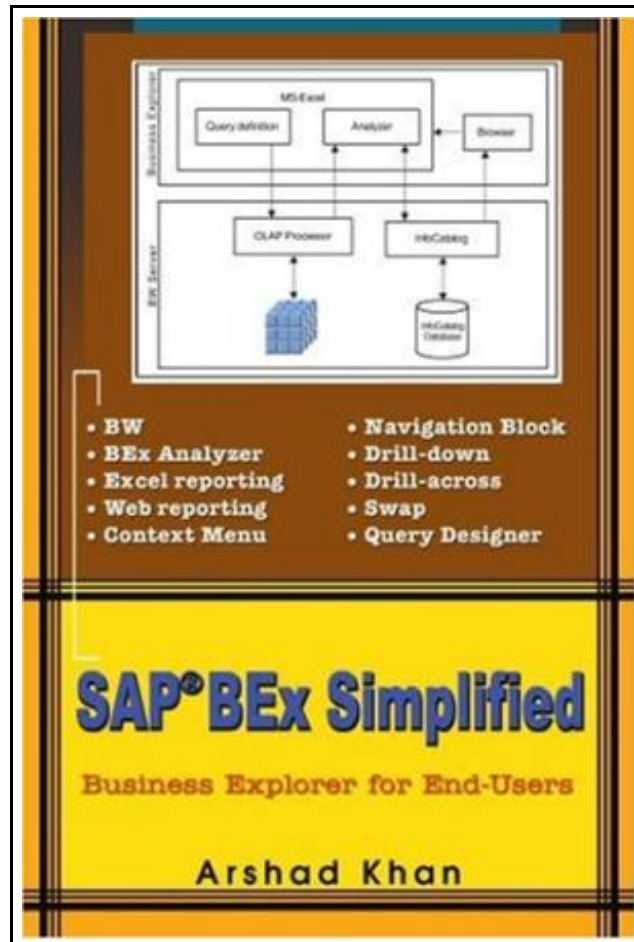 Business Explorer
MS-Excel
Query definition
Analyzer
Browser
BW Server
OLAP Processor
InfoCatalog
InfoCatalog
Database
• BW
• BEx Analyzer
• Excel reporting
• Web reporting
• Context Menu
• Navigation Block
• Drill-down
• Drill-across
• Swap
• Query Designer
SAP® BEx Simplified
Business Explorer for End-Users
Arshad Khan